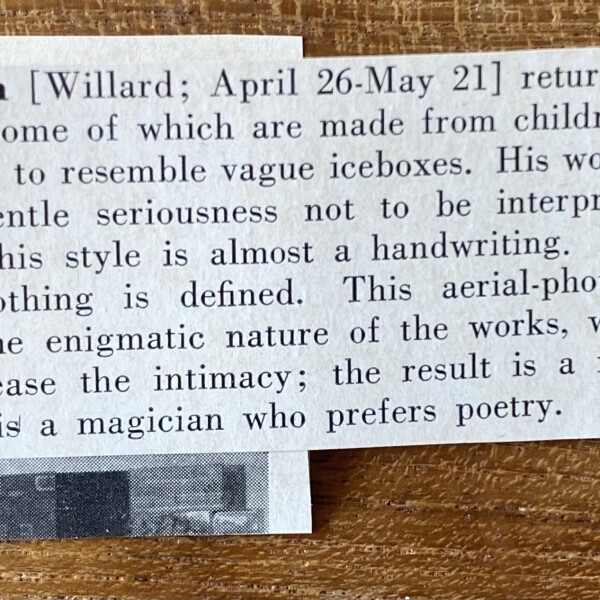 [Willard; April 26-May 21] retur
ome of which are made from childr
to resemble vague iceboxes. His wo
entle seriousness not to be interpr
his style is almost a handwriting.
othing is defined. This aerial-pho
he enigmatic nature of the works, w
ease the intimacy; the result is a
is a magician who prefers poetry.